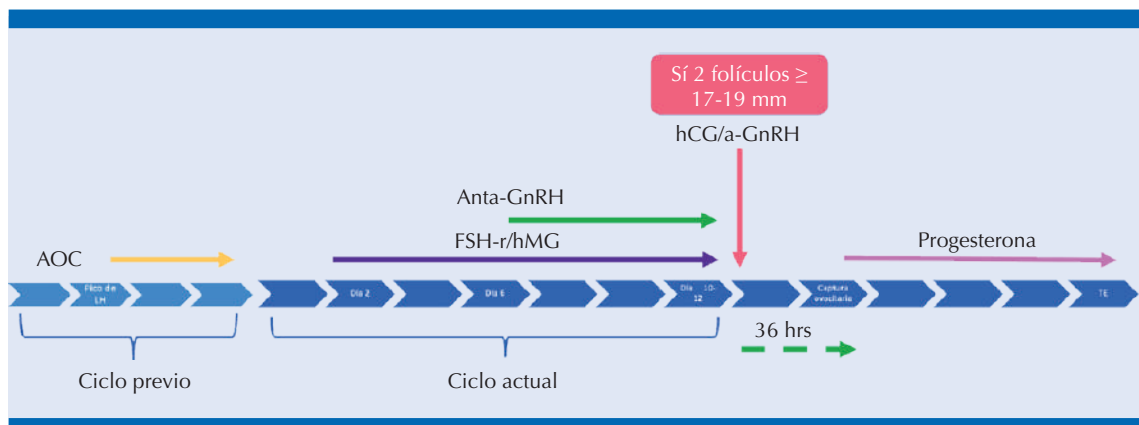 Sí 2 folículos ≥
17-19 mm
hCG/a-GnRH
Anta-GnRH
FSH-r/hMG
AOC
Progesterona
Pico de
LH
Día 2
Día 6
Día 10-
12
Captura
ovocitaria
TE
36 hrs
Ciclo previo
Ciclo actual